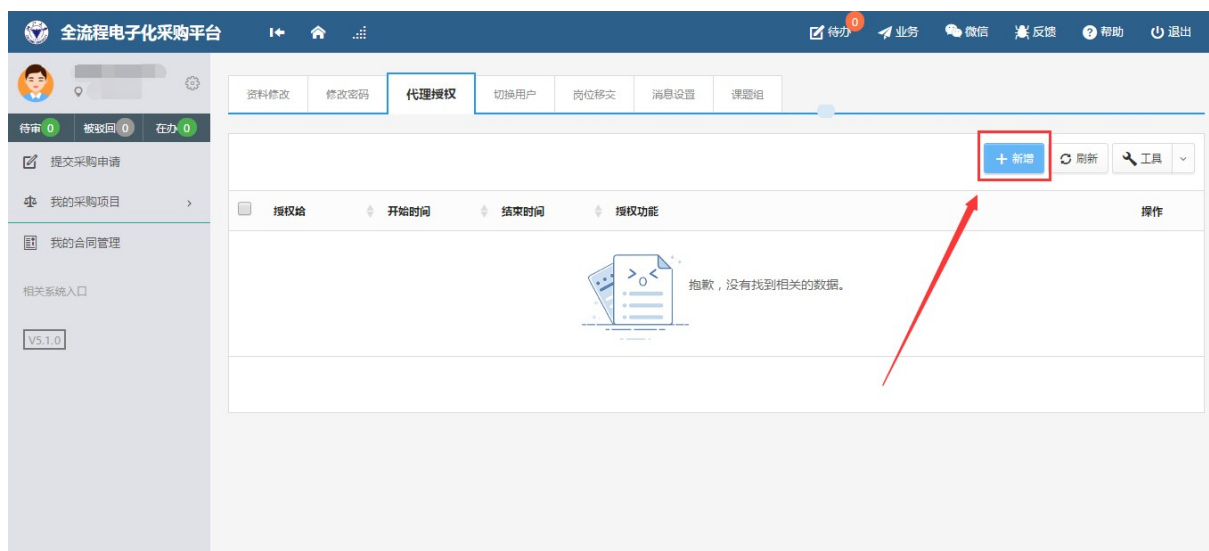 全流程电子化采购平台
待办 0 业务 微信 反馈 帮助 退出
待审 0 被驳回 0 在办 0
提交采购申请
我的采购项目
我的合同管理
相关系统入口
V5.1.0
资料修改 修改密码 代理授权 切换用户 岗位移交 消息设置 课题组
新增 刷新 工具
授权给 开始时间 结束时间 授权功能 操作
抱歉，没有找到相关的数据。